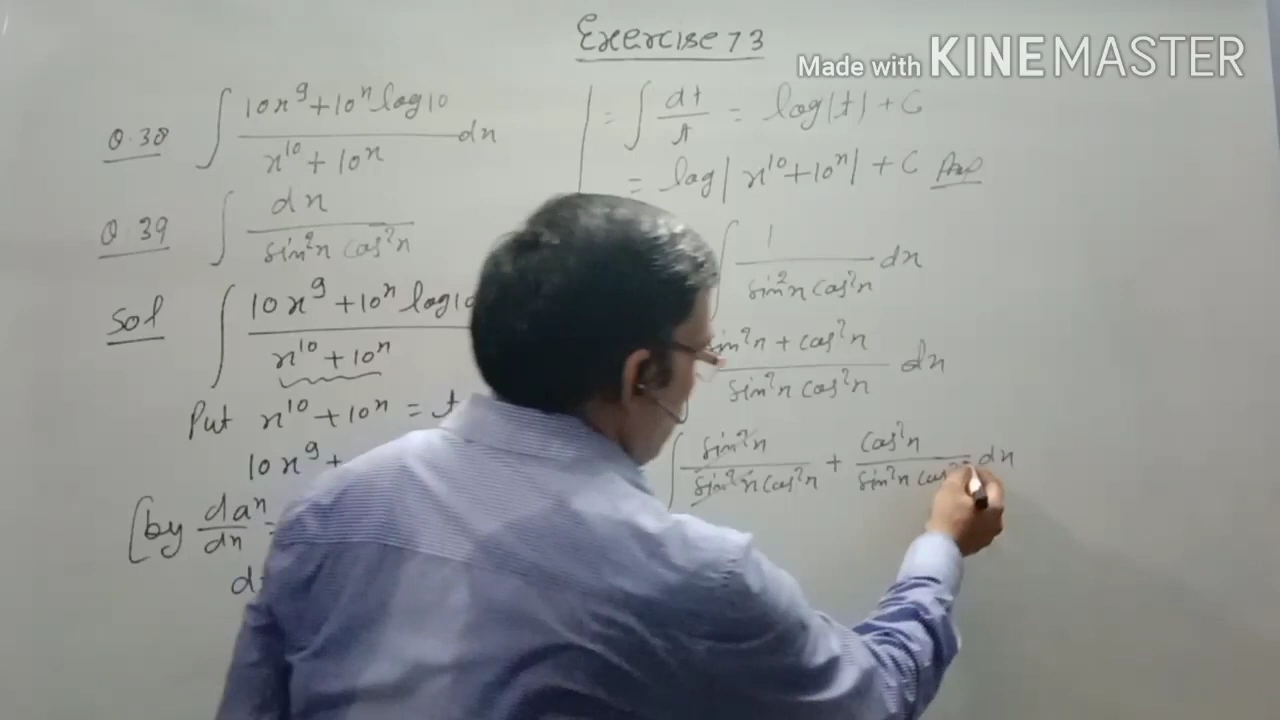 Exercise 73
Made with KINEMASTER
Q.38 ∫ 10x⁹+10ˣ log10 / x¹⁰ + 10ˣ dx
Q.39 ∫ dx / sin²x cos²x
Sol ∫ 10x⁹ +10ˣ log10 / x¹⁰ + 10ˣ
Put x¹⁰ + 10ˣ = t
10x⁹ +
[by daˣ/dx =
= ∫ dt/t = log|t| + C
= log| x¹⁰+10ˣ| + C Ans
∫ 1 / sin²x cos²x dx
sin²x + cos²x / sin²x cos²x dx
∫ sin²x / sin²x cos²x + cos²x / sin²x cos²x dx